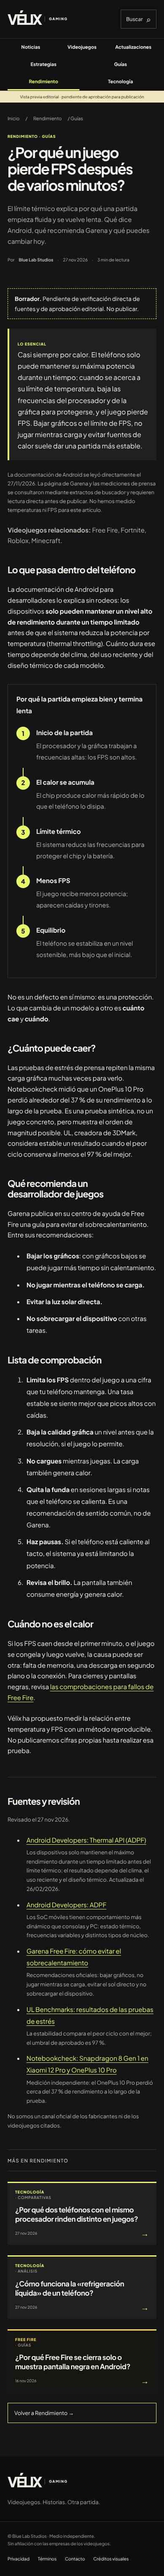 VÉLIX GAMING
Buscar
Noticias Videojuegos Actualizaciones
Estrategias Guías
Rendimiento Tecnología
Vista previa editorial · pendiente de aprobación para publicación
Inicio / Rendimiento / Guías
RENDIMIENTO · GUÍAS
¿Por qué un juego
pierde FPS después
de varios minutos?
El límite térmico explica por qué una partida
empieza fluida y se vuelve lenta. Qué dice
Android, qué recomienda Garena y qué puedes
cambiar hoy.
Por Blue Lab Studios · 27 nov 2026 · 3 min de lectura
Borrador. Pendiente de verificación directa de
fuentes y de aprobación editorial. No publicar.
LO ESENCIAL
Casi siempre por calor. El teléfono solo
puede mantener su rendimiento máximo
durante un tiempo; cuando se acerca a
su límite de temperatura, baja las
frecuencias del procesador y de la
gráfica para protegerse, y el juego pierde
FPS. Bajar gráficos o el límite de FPS, no
jugar mientras carga y evitar fuentes de
calor suele dar una partida más estable.
La documentación de Android se leyó directamente el
27/11/2026. La página de Garena y las mediciones de prensa
se consultaron mediante extractos del buscador y requieren
lectura directa antes de publicar. No hemos medido
temperaturas ni FPS para este artículo.
Videojuegos relacionados: Free Fire, Fortnite,
Roblox, Minecraft.
Lo que pasa dentro del teléfono
La documentación de Android para
desarrolladores lo explica sin rodeos: los
dispositivos solo pueden mantener un nivel alto
de rendimiento durante un tiempo limitado
antes de que el sistema reduzca la potencia por
temperatura (thermal throttling). Cuánto dura ese
tiempo depende del clima, del uso reciente y del
diseño térmico de cada modelo.
Por qué la partida empieza bien y termina
lenta
1 Inicio de la partida
El procesador y la gráfica trabajan a
frecuencias altas: los FPS son altos.
2 El calor se acumula
El chip produce calor más rápido de lo
que el teléfono lo disipa.
3 Límite térmico
El sistema reduce las frecuencias para
proteger el chip y la batería.
4 Menos FPS
El juego recibe menos potencia;
aparecen caídas y tirones.
5 Equilibrio
El teléfono se estabiliza en un nivel
sostenible, más bajo que el inicial.
No es un defecto en sí mismo: es una protección.
Lo que cambia de un modelo a otro es cuánto
cae y cuándo.
¿Cuánto puede caer?
Las pruebas de estrés repiten la misma
carga gráfica muchas veces para verlo.
Notebookcheck midió que un OnePlus 10 Pro
perdió alrededor del 37 % de su rendimiento a lo
largo de la prueba. Es una prueba sintética, no un
juego concreto, pero muestra el orden de
magnitud posible. UL, creadora de 3DMark,
considera que un teléfono es estable si su peor
ciclo se acerca al menos el 97 % del mejor.
Qué recomienda un
desarrollador de juegos
Garena publica en su centro de ayuda de Free
Fire una guía para evitar el sobrecalentamiento.
Entre sus recomendaciones:
• Bajar los gráficos: con gráficos bajos se
puede jugar más tiempo sin calentamiento.
• No jugar mientras el teléfono se carga.
• Evitar la luz solar directa.
• No sobrecargar el dispositivo con otras
tareas.
Lista de comprobación
1. Limita los FPS dentro del juego a una cifra
que tu teléfono mantenga. Una tasa
estable se siente mejor que picos altos con
caídas.
2. Baja la calidad gráfica un nivel antes que la
resolución, si el juego lo permite.
3. No cargues mientras juegas. La carga
también genera calor.
4. Quita la funda en sesiones largas si notas
que el teléfono se calienta. Es una
recomendación de sentido común, no de
Garena.
5. Haz pausas. Si el teléfono está caliente al
tacto, el sistema ya está limitando la
potencia.
6. Revisa el brillo. La pantalla también
consume energía y genera calor.
Cuándo no es el calor
Si los FPS caen desde el primer minuto, o el juego
se congela y luego vuelve, la causa puede ser
otra: falta de memoria, una descarga en segundo
plano o la conexión. Para cierres y pantallas
negras, revisa las comprobaciones para fallos de
Free Fire.
Vélix ha propuesto medir la relación entre
temperatura y FPS con un método reproducible.
No publicaremos cifras propias hasta realizar esa
prueba.
Fuentes y revisión
Revisado el 27 nov 2026.
• Android Developers: Thermal API (ADPF)
Los dispositivos solo mantienen el máximo
rendimiento durante un tiempo limitado antes del
límite térmico; el resultado depende del clima, el
uso reciente y el diseño térmico. Actualizada el
26/02/2026.
• Android Developers: ADPF
Los SoC móviles tienen comportamiento más
dinámico que consolas y PC: estado térmico,
frecuencias variables y distintos tipos de núcleo.
• Garena Free Fire: cómo evitar el
sobrecalentamiento
Recomendaciones oficiales: bajar gráficos, no
jugar mientras se carga, evitar el sol directo y no
sobrecargar el dispositivo.
• UL Benchmarks: resultados de las pruebas
de estrés
La estabilidad compara el peor ciclo con el mejor;
el umbral de aprobado es 97 %.
• Notebookcheck: Snapdragon 8 Gen 1 en
Xiaomi 12 Pro y OnePlus 10 Pro
Medición independiente: el OnePlus 10 Pro perdió
cerca del 37 % de rendimiento a lo largo de la
prueba.
No somos un canal oficial de los fabricantes ni de los
videojuegos citados.
MÁS EN RENDIMIENTO
TECNOLOGÍA
· COMPARATIVAS
¿Por qué dos teléfonos con el mismo
procesador rinden distinto en juegos?
27 nov 2026 →
TECNOLOGÍA
· ANÁLISIS
¿Cómo funciona la «refrigeración
líquida» de un teléfono?
27 nov 2026 →
FREE FIRE
· GUÍAS
¿Por qué Free Fire se cierra solo o
muestra pantalla negra en Android?
16 nov 2026 →
Volver a Rendimiento →
VÉLIX GAMING
Videojuegos. Historias. Otra partida.
© Blue Lab Studios · Medio independiente.
Sin afiliación con las empresas de videojuegos.
Privacidad Términos Contacto Créditos visuales